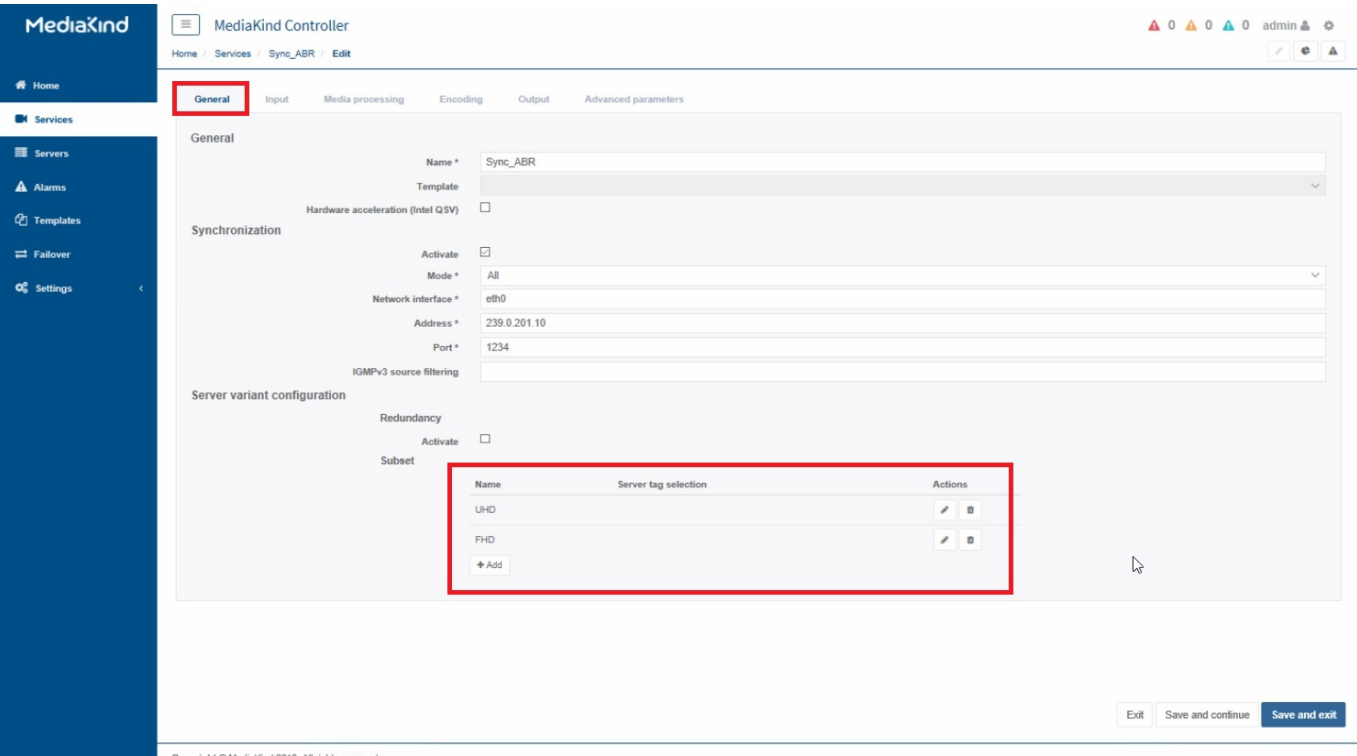 MediaKind
MediaKind Controller
0 0 0 admin
Home / Services / Sync_ABR / Edit
Home
Services
Servers
Alarms
Templates
Failover
Settings
General Input Media processing Encoding Output Advanced parameters
General
Name * Sync_ABR
Template
Hardware acceleration (Intel QSV)
Synchronization
Activate
Mode * All
Network interface * eth0
Address * 239.0.201.10
Port * 1234
IGMPv3 source filtering
Server variant configuration
Redundancy
Activate
Subset
Name Server tag selection Actions
UHD
FHD
+ Add
Exit Save and continue Save and exit